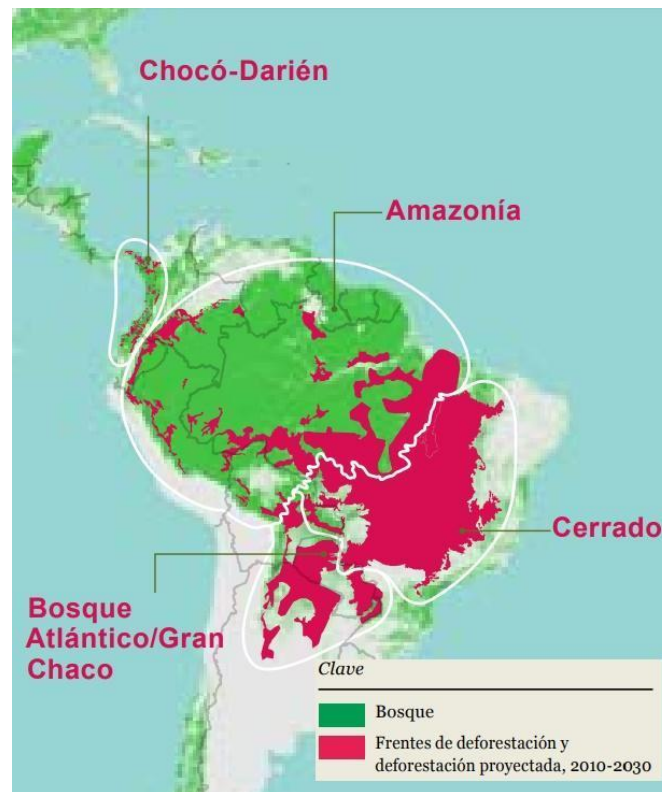 Chocó-Darién
Amazonía
Cerrado
Bosque
Atlántico/Gran
Chaco
Clave
Bosque
Frentes de deforestación y
deforestación proyectada, 2010-2030